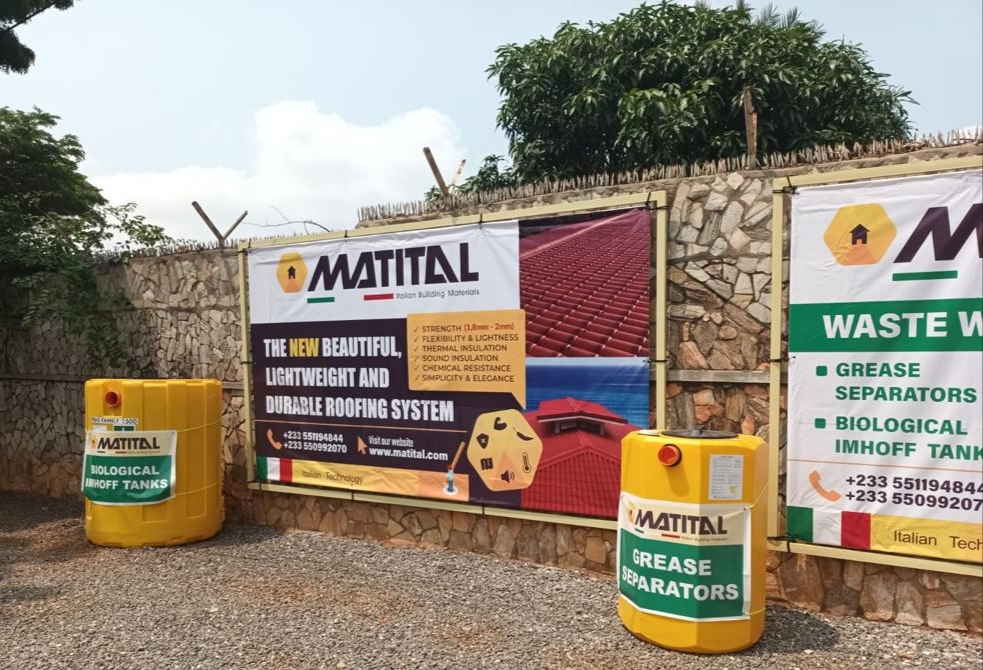 MATITAL
Italian Building Materials
THE NEW BEAUTIFUL,
LIGHTWEIGHT AND
DURABLE ROOFING SYSTEM
✓ STRENGTH (1,8mm - 2mm)
✓ FLEXIBILITY & LIGHTNESS
✓ THERMAL INSULATION
✓ SOUND INSULATION
✓ CHEMICAL RESISTANCE
✓ SIMPLICITY & ELEGANCE
+233 551194844
+233 550992070
Visit our website
www.matital.com
Italian Technology
MATITAL
BIOLOGICAL
IMHOFF TANKS
MATITAL
GREASE
SEPARATORS
WASTE W
GREASE
SEPARATORS
BIOLOGICAL
IMHOFF TANK
+233 551194844
+233 5509920
Italian Tech